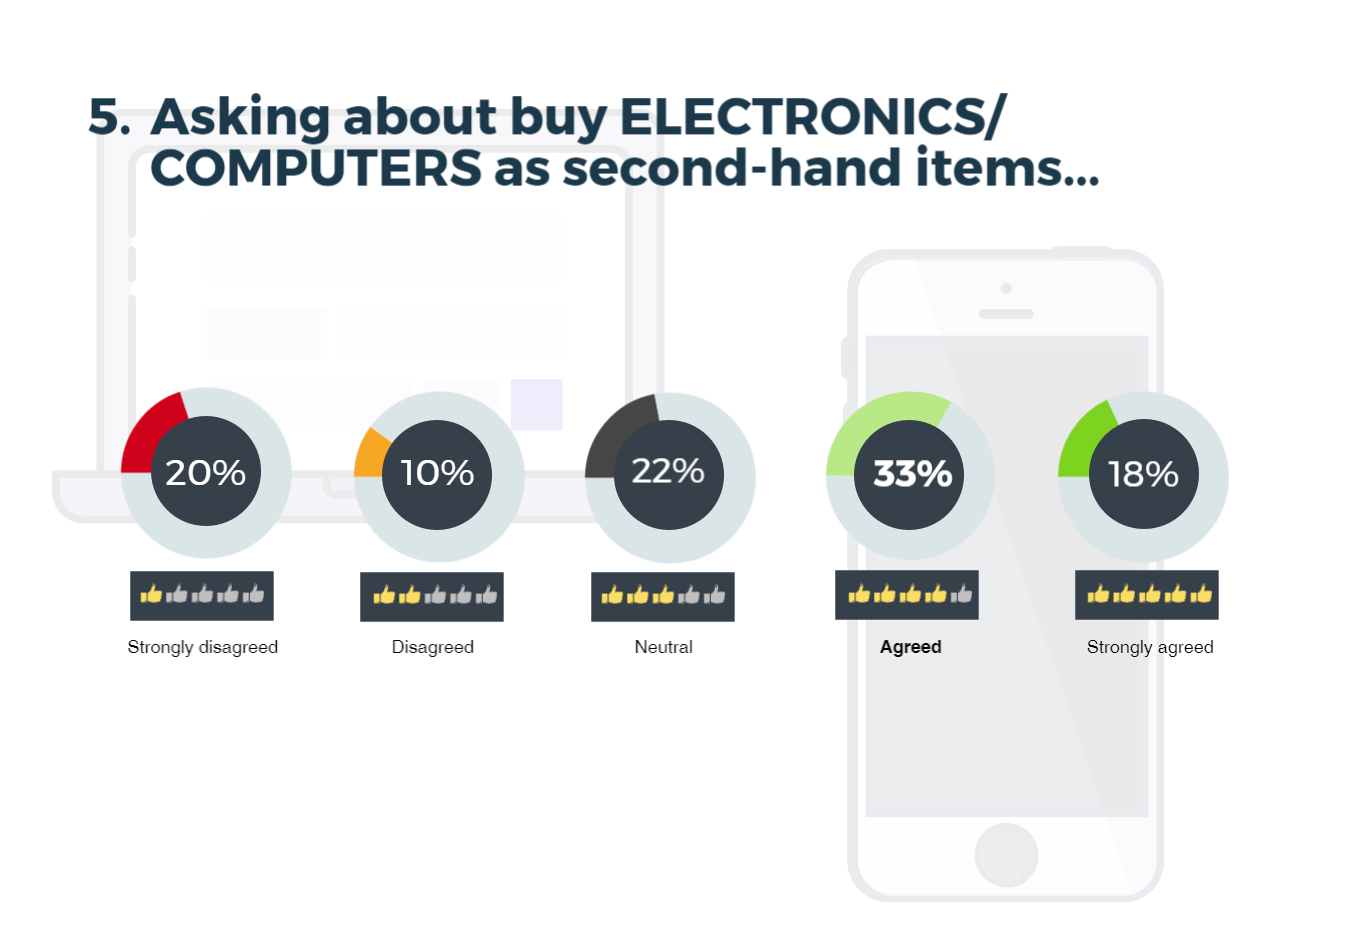 5. Asking about buy ELECTRONICS/
COMPUTERS as second-hand items...
20%
10%
22%
33%
18%
Strongly disagreed
Disagreed
Neutral
Agreed
Strongly agreed